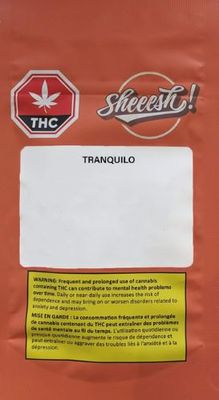 THC
Sheeesh!
TRANQUILO
WARNING: Frequent and prolonged use of cannabis
containing THC can contribute to mental health problems
over time. Daily or near-daily use increases the risk of
dependence and may bring on or worsen disorders related to
anxiety and depression.
MISE EN GARDE : La consommation fréquente et prolongée
de cannabis contenant du THC peut entraîner des problèmes
de santé mentale au fil du temps. L'utilisation quotidienne ou
presque quotidienne augmente le risque de dépendance et
peut entraîner ou aggraver des troubles liés à l'anxiété et à la
dépression.